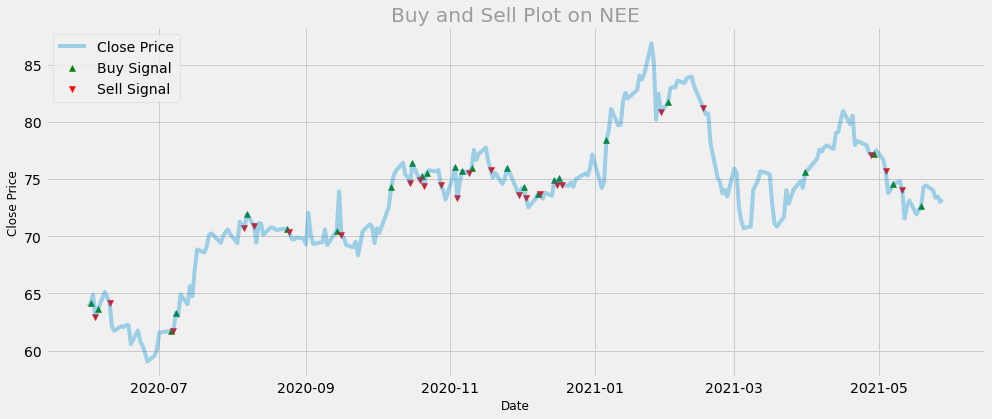 Buy and Sell Plot on NEE
Close Price
Buy Signal
Sell Signal
Close Price
85
80
75
70
65
60
2020-07 2020-09 2020-11 2021-01 2021-03 2021-05
Date